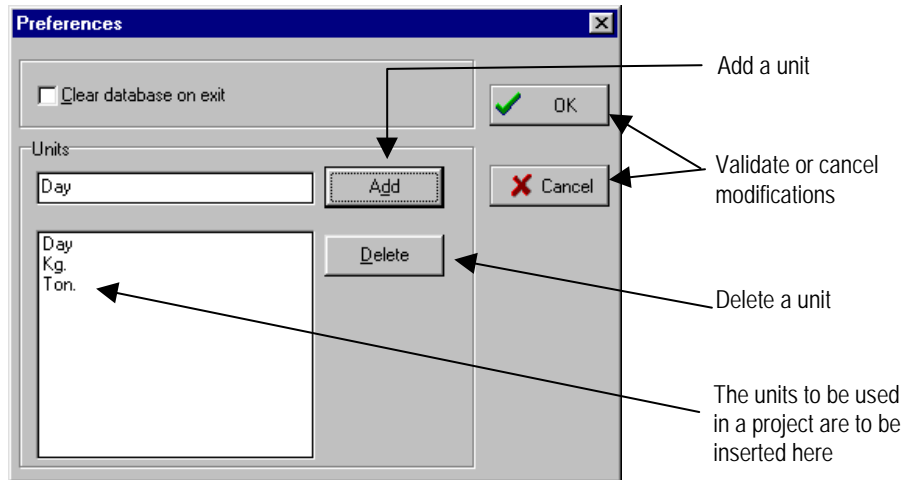 Preferences
Clear database on exit
OK
Add a unit
Units
Day
Add
Cancel
Validate or cancel
modifications
Day
Kg.
Ton.
Delete
Delete a unit
The units to be used
in a project are to be
inserted here